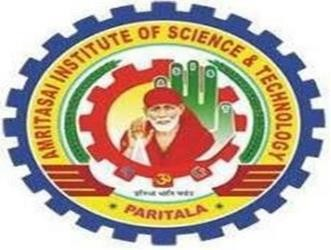 AMRITASAI INSTITUTE OF SCIENCE & TECHNOLOGY
ॐ
PARITALA